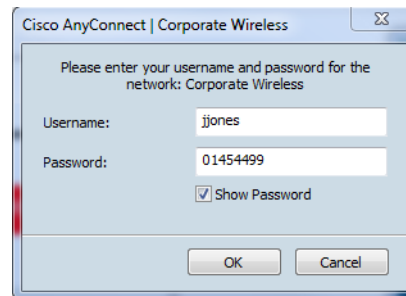 Cisco AnyConnect | Corporate Wireless
Please enter your username and password for the
network: Corporate Wireless
Username: jjones
Password: 01454499
Show Password
OK Cancel